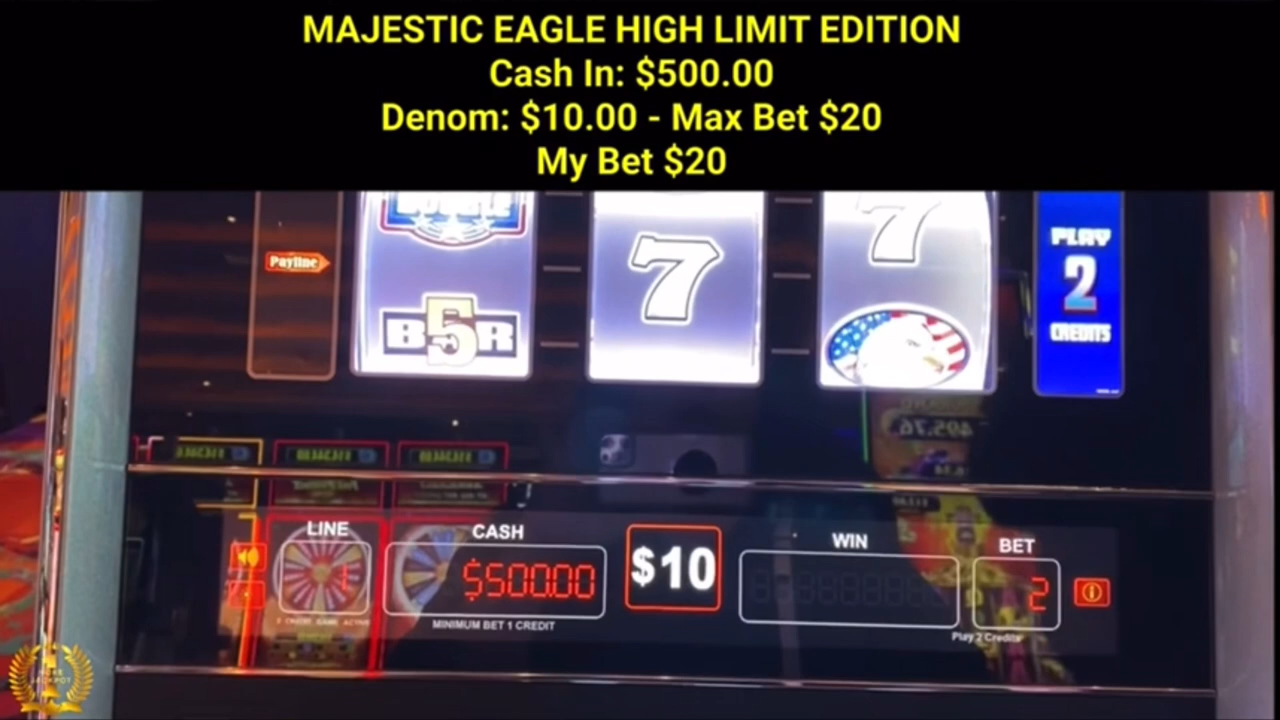 MAJESTIC EAGLE HIGH LIMIT EDITION
Cash In: $500.00
Denom: $10.00 - Max Bet $20
My Bet $20
7
7
PLAY
2
CREDITS
Payline
B5R
LINE
CASH
$10
WIN
BET
1
$500.00
2
MINIMUM BET 1 CREDIT
Play 2 Credits